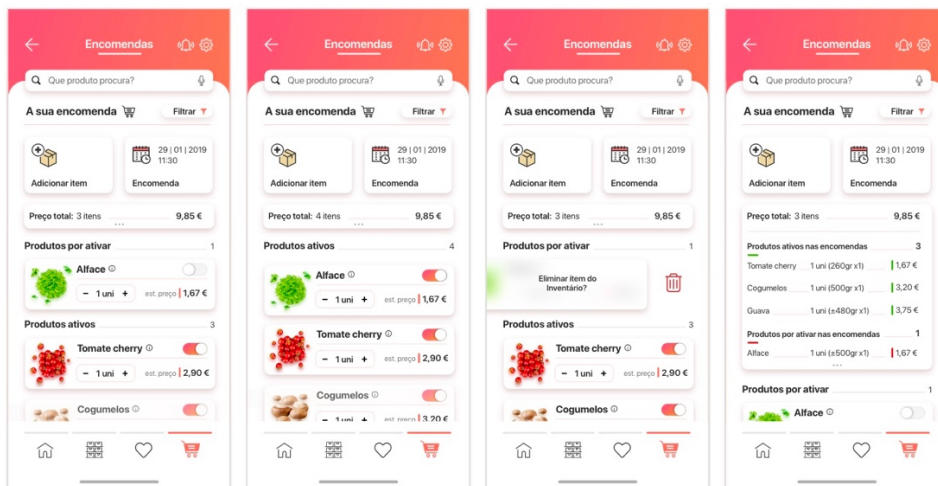 Encomendas
Que produto procura?
A sua encomenda
Filtrar
29 | 01 | 2019
11:30
Adicionar item
Encomenda
Preço total: 3 itens 9,85 €
Produtos por ativar 1
Alface
- 1 uni + est. preço 1,67 €
Produtos ativos 3
Tomate cherry
- 1 uni + est. preço 2,90 €
Cogumelos
Encomendas
Que produto procura?
A sua encomenda
Filtrar
29 | 01 | 2019
11:30
Adicionar item
Encomenda
Preço total: 4 itens 9,85 €
Produtos ativos 4
Alface
- 1 uni + est. preço 1,67 €
Tomate cherry
- 1 uni + est. preço 2,90 €
Cogumelos
- 1 uni + est. preço 3,20 €
Encomendas
Que produto procura?
A sua encomenda
Filtrar
29 | 01 | 2019
11:30
Adicionar item
Encomenda
Preço total: 3 itens 9,85 €
Produtos por ativar 1
Eliminar item do
Inventário?
Produtos ativos 3
Tomate cherry
- 1 uni + est. preço 2,90 €
Cogumelos
Encomendas
Que produto procura?
A sua encomenda
Filtrar
29 | 01 | 2019
11:30
Adicionar item
Encomenda
Preço total: 3 itens 9,85 €
Produtos ativos nas encomendas 3
Tomate cherry 1 uni (260gr x1) 1,67 €
Cogumelos 1 uni (500gr x1) 3,20 €
Guava 1 uni (±480gr x1) 3,75 €
Produtos por ativar nas encomendas 1
Alface 1 uni (±500gr x1) 1,67 €
Produtos por ativar 1
Alface